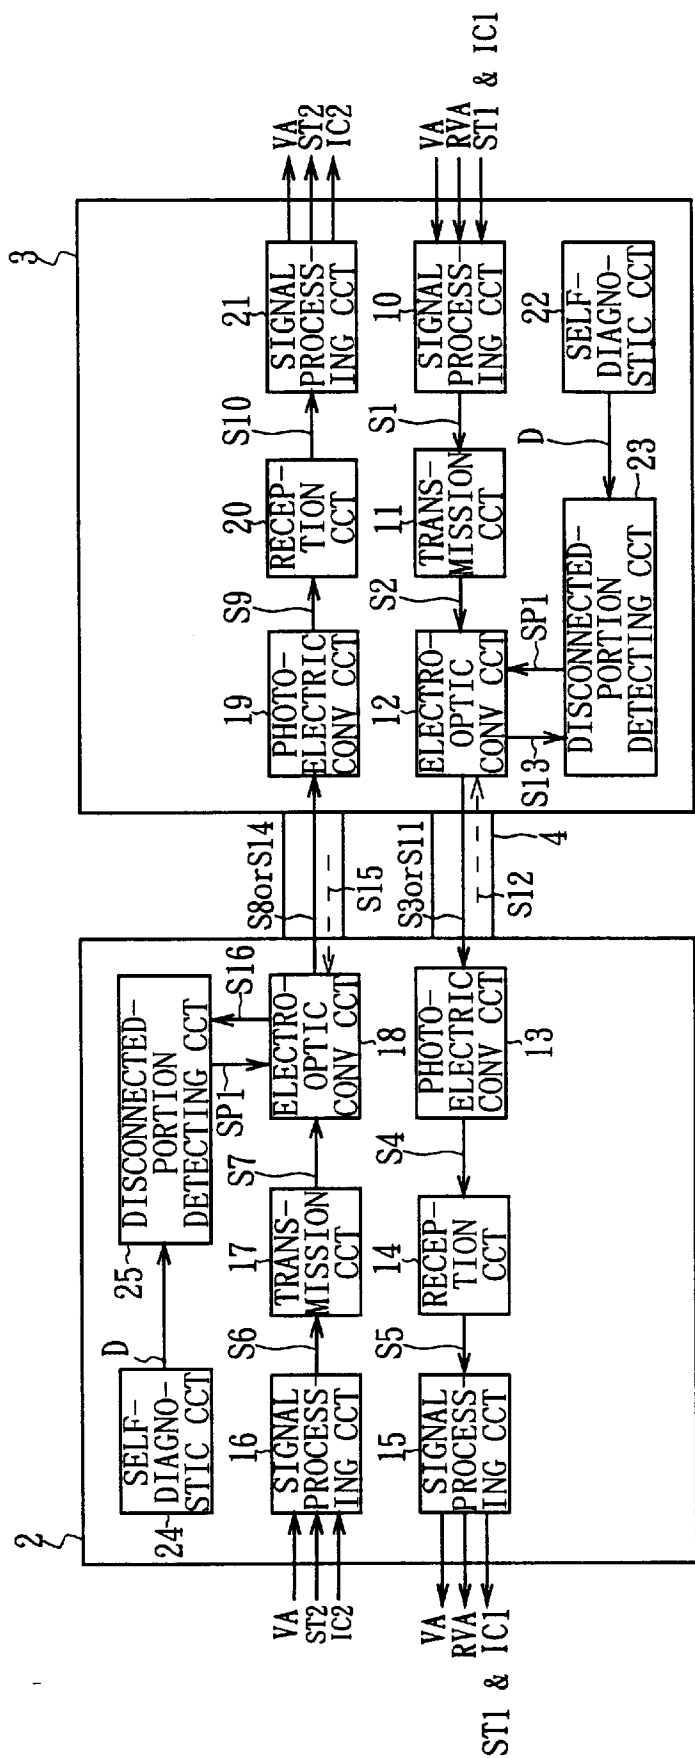 2
SELF-
DIAGNO-
STIC CCT
24
D
DISCONNECTED-
PORTION
DETECTING CCT
25
SP1
S16
VA
ST2
IC2
SIGNAL
PROCESS-
ING CCT
16
S6
TRANS-
MISSION
CCT
17
S7
ELECTRO-
OPTIC
CONV CCT
18
VA
RVA
ST1 & IC1
SIGNAL
PROCESS-
ING CCT
15
S5
RECEP-
TION
CCT
14
S4
PHOTO-
ELECTRIC
CONV CCT
13
S8orS14
S15
S3orS11
S12
4
3
PHOTO-
ELECTRIC
CONV CCT
19
S9
RECEP-
TION
CCT
20
S10
SIGNAL
PROCESS-
ING CCT
21
VA
ST2
IC2
ELECTRO-
OPTIC
CONV CCT
12
S2
TRANS-
MISSION
CCT
11
S1
SIGNAL
PROCESS-
ING CCT
10
VA
RVA
ST1 & IC1
S13
SP1
DISCONNECTED-
PORTION
DETECTING CCT
23
D
SELF-
DIAGNO-
STIC CCT
22